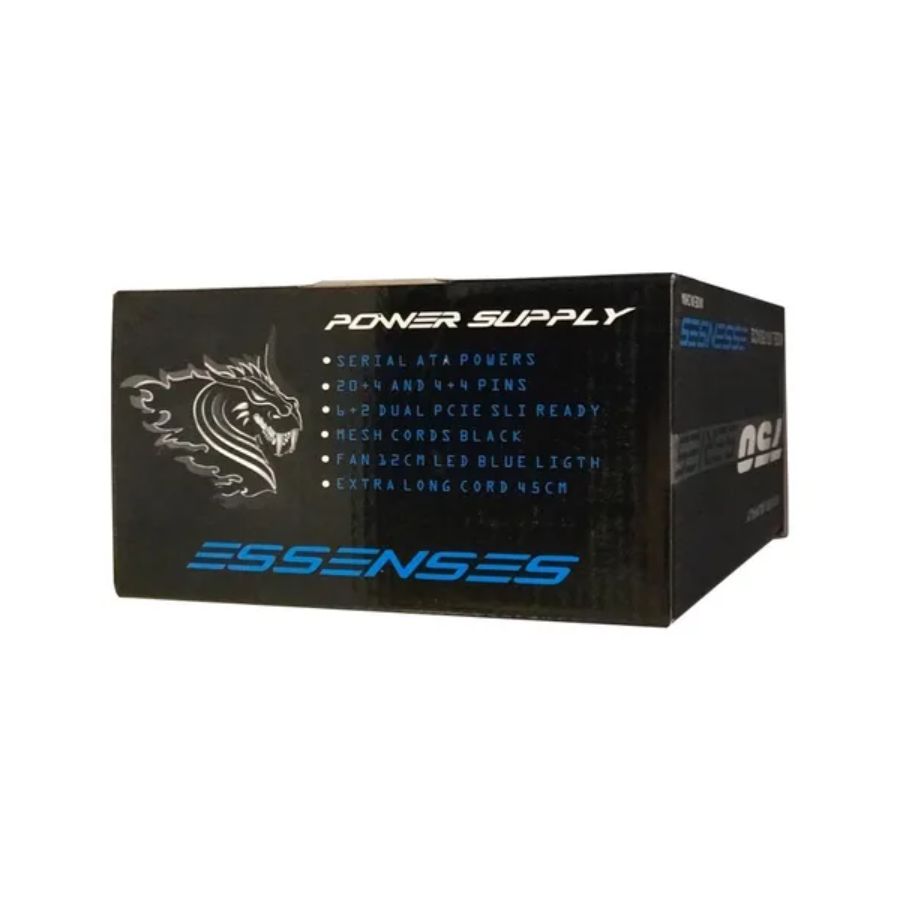 POWER SUPPLY
SERIAL ATA POWERS
20+4 AND 4+4 PINS
6+2 DUAL PCIE SLI READY
MESH CORDS BLACK
FAN 12CM LED BLUE LIGTH
EXTRA LONG CORD 45CM
ESSENSES